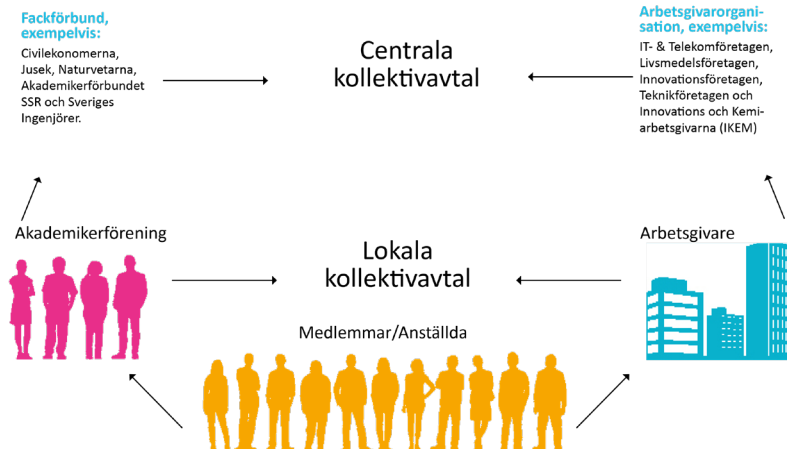 Fackförbund,
exempelvis:
Civilekonomerna,
Jusek, Naturvetarna,
Akademikerförbundet
SSR och Sveriges
Ingenjörer.
Centrala
kollektivavtal
Arbetsgivarorgani-
sation, exempelvis:
IT- & Telekomföretagen,
Livsmedelsföretagen,
Innovationsföretagen,
Teknikföretagen och
Innovations och Kemi-
arbetsgivarna (IKEM)
Akademikerförening
Lokala
kollektivavtal
Arbetsgivare
Medlemmar/Anställda